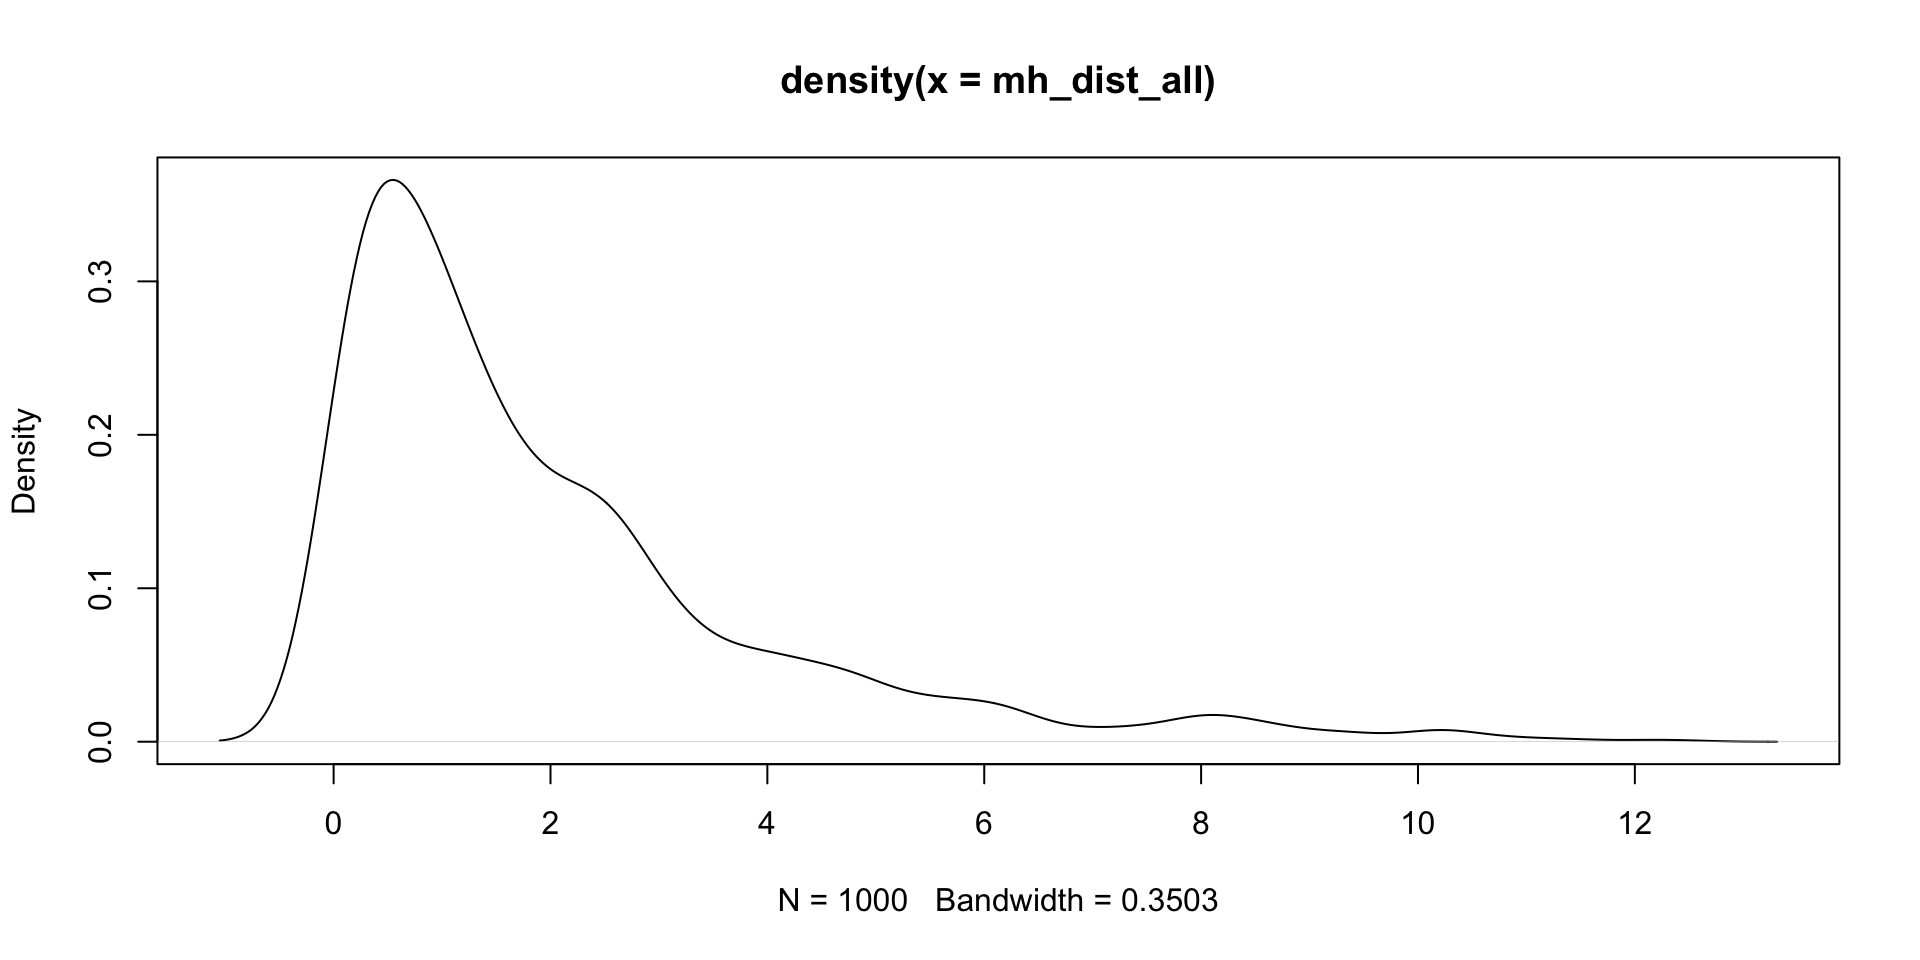 density(x = mh_dist_all)
Density
0.3
0.2
0.1
0.0
0 2 4 6 8 10 12
N = 1000 Bandwidth = 0.3503